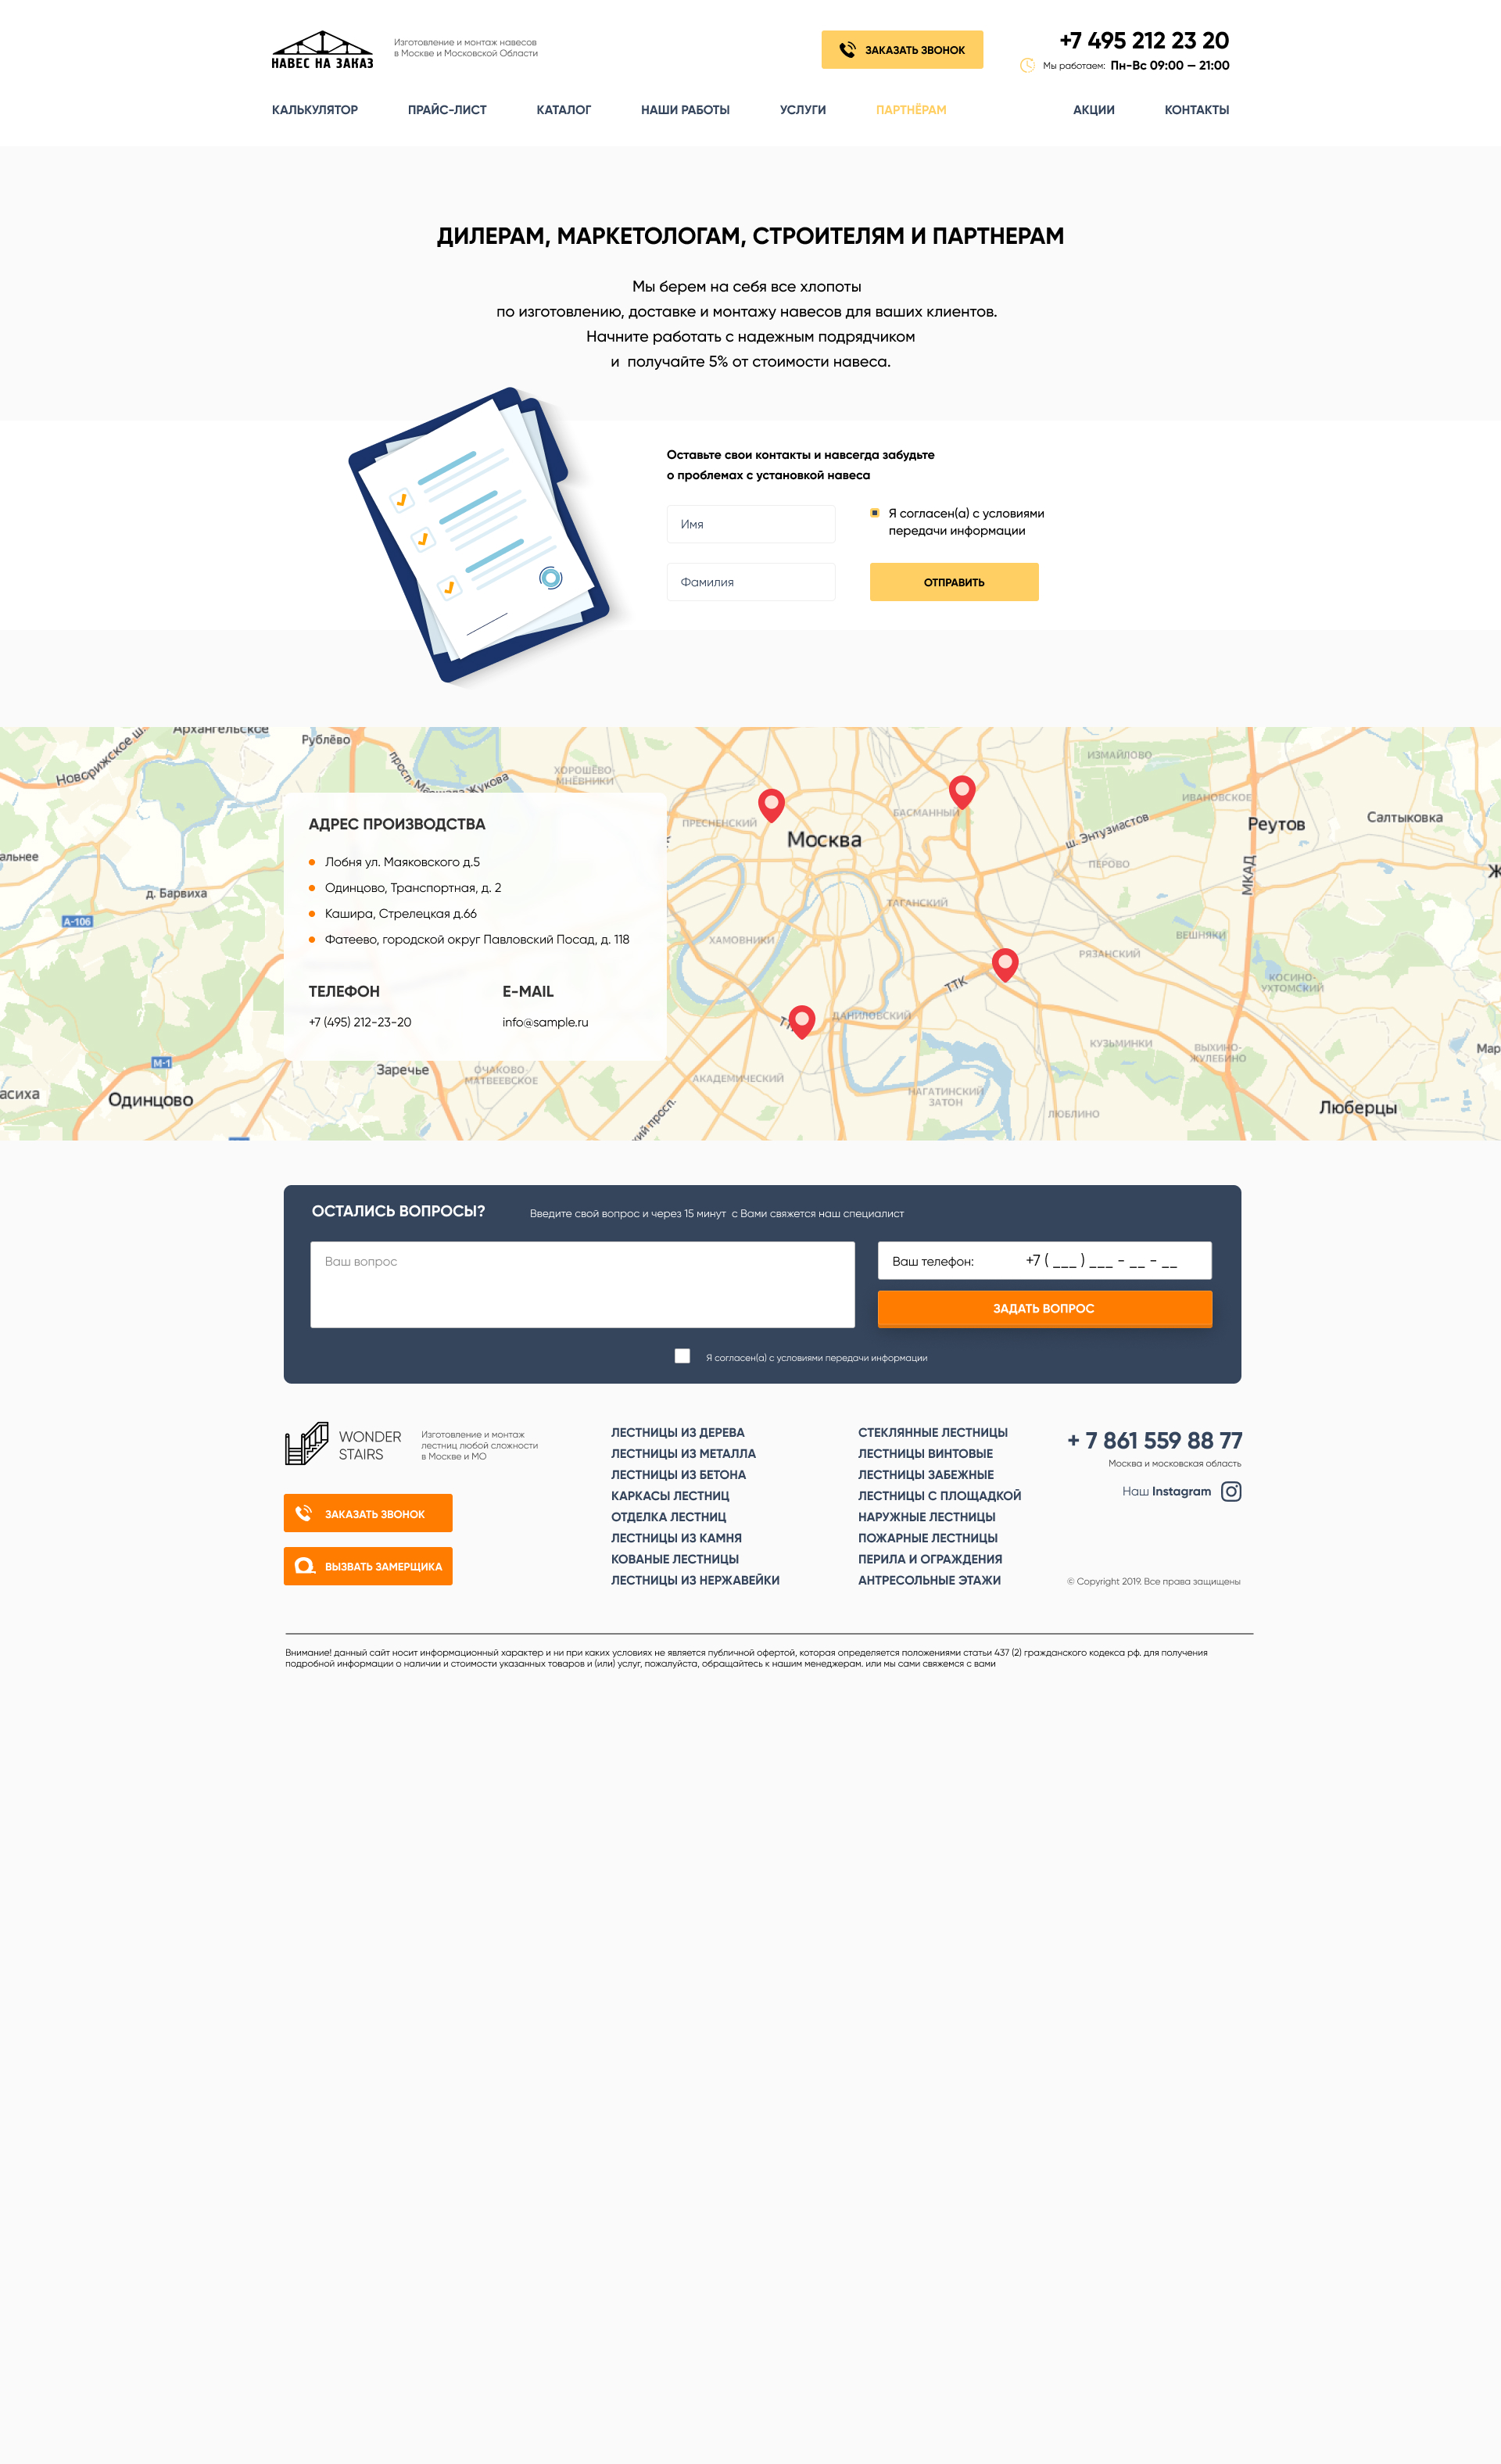 НАВЕС НА ЗАКАЗ
Изготовление и монтаж навесов
в Москве и Московской Области
ЗАКАЗАТЬ ЗВОНОК
+7 495 212 23 20
Мы работаем: Пн-Вс 09:00 — 21:00
КАЛЬКУЛЯТОР ПРАЙС-ЛИСТ КАТАЛОГ НАШИ РАБОТЫ УСЛУГИ ПАРТНЁРАМ АКЦИИ КОНТАКТЫ
ДИЛЕРАМ, МАРКЕТОЛОГАМ, СТРОИТЕЛЯМ И ПАРТНЕРАМ
Мы берем на себя все хлопоты
по изготовлению, доставке и монтажу навесов для ваших клиентов.
Начните работать с надежным подрядчиком
и получайте 5% от стоимости навеса.
Оставьте свои контакты и навсегда забудьте
о проблемах с установкой навеса
Имя
Я согласен(а) с условиями
передачи информации
Фамилия
ОТПРАВИТЬ
Архангельское
Рублёво
Новорижское ш.
просп. Маршала Жукова
ХОРОШЁВО-
МНЁВНИКИ
ИЗМАЙЛОВО
ИВАНОВСКОЕ
ПРЕСНЕНСКИЙ
БАСМАННЫЙ
Москва
ш. Энтузиастов
Реутов
Салтыковка
ПЕРОВО
МКАД
д. Барвиха
А-106
ТАГАНСКИЙ
ХАМОВНИКИ
ВЕШНЯКИ
РЯЗАНСКИЙ
КОСИНО-
УХТОМСКИЙ
ТТК
ДАНИЛОВСКИЙ
КУЗЬМИНКИ
ВЫХИНО-
ЖУЛЕБИНО
М-1
Заречье
ОЧАКОВО
МАТВЕЕВСКОЕ
АКАДЕМИЧЕСКИЙ
НАГАТИНСКИЙ
ЗАТОН
ЛЮБЛИНО
Одинцово
Люберцы
АДРЕС ПРОИЗВОДСТВА
Лобня ул. Маяковского д.5
Одинцово, Транспортная, д. 2
Кашира, Стрелецкая д.66
Фатеево, городской округ Павловский Посад, д. 118
ТЕЛЕФОН E-MAIL
+7 (495) 212-23-20 info@sample.ru
ОСТАЛИСЬ ВОПРОСЫ?
Введите свой вопрос и через 15 минут с Вами свяжется наш специалист
Ваш вопрос
Ваш телефон: +7 ( ___ ) ___ - __ - __
ЗАДАТЬ ВОПРОС
Я согласен(а) с условиями передачи информации
WONDER
STAIRS
Изготовление и монтаж
лестниц любой сложности
в Москве и МО
ЗАКАЗАТЬ ЗВОНОК
ВЫЗВАТЬ ЗАМЕРЩИКА
ЛЕСТНИЦЫ ИЗ ДЕРЕВА
ЛЕСТНИЦЫ ИЗ МЕТАЛЛА
ЛЕСТНИЦЫ ИЗ БЕТОНА
КАРКАСЫ ЛЕСТНИЦ
ОТДЕЛКА ЛЕСТНИЦ
ЛЕСТНИЦЫ ИЗ КАМНЯ
КОВАНЫЕ ЛЕСТНИЦЫ
ЛЕСТНИЦЫ ИЗ НЕРЖАВЕЙКИ
СТЕКЛЯННЫЕ ЛЕСТНИЦЫ
ЛЕСТНИЦЫ ВИНТОВЫЕ
ЛЕСТНИЦЫ ЗАБЕЖНЫЕ
ЛЕСТНИЦЫ С ПЛОЩАДКОЙ
НАРУЖНЫЕ ЛЕСТНИЦЫ
ПОЖАРНЫЕ ЛЕСТНИЦЫ
ПЕРИЛА И ОГРАЖДЕНИЯ
АНТРЕСОЛЬНЫЕ ЭТАЖИ
+ 7 861 559 88 77
Москва и московская область
Наш Instagram
© Copyright 2019. Все права защищены
Внимание! данный сайт носит информационный характер и ни при каких условиях не является публичной офертой, которая определяется положениями статьи 437 (2) гражданского кодекса рф. для получения
подробной информации о наличии и стоимости указанных товаров и (или) услуг, пожалуйста, обращайтесь к нашим менеджерам. или мы сами свяжемся с вами